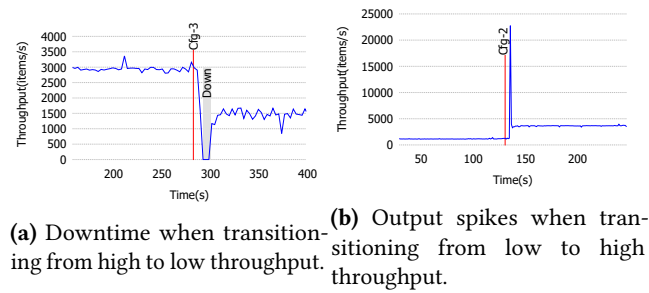 4000
3500
3000
2500
2000
1500
1000
500
0
Throughput(items/s)
Cfg-3
Down
200
250
300
350
400
Time(s)
(a) Downtime when transition-
ing from high to low throughput.
25000
20000
15000
10000
5000
0
Throughput(items/s)
Cfg-2
50
100
150
200
Time(s)
(b) Output spikes when tran-
sitioning from low to high
throughput.